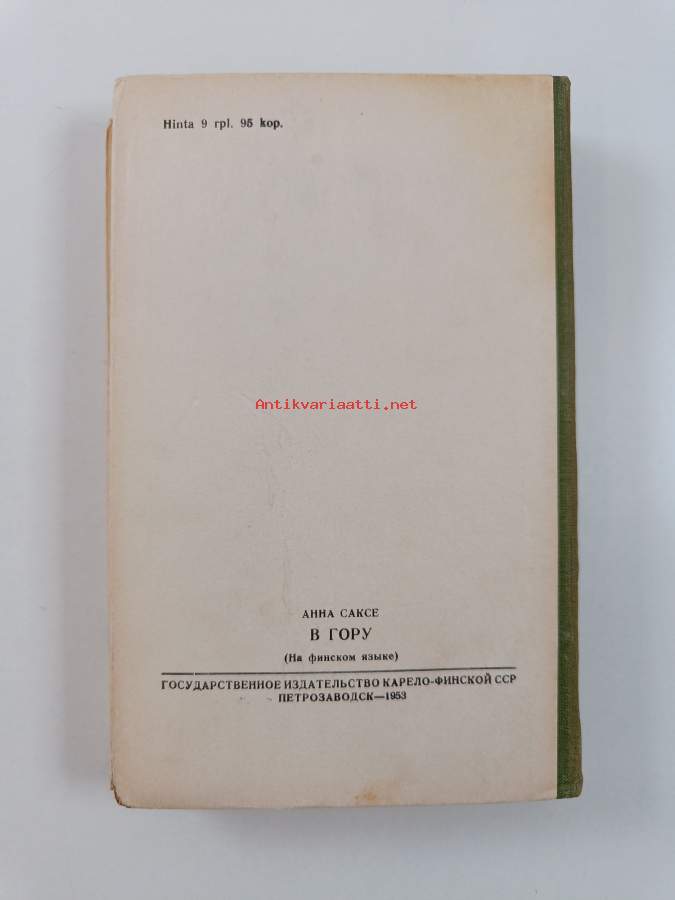 Hinta 9 rpl. 95 kop.
Antikvariaatti.net
АННА САКСЕ
В ГОРУ
(На финском языке)
ГОСУДАРСТВЕННОЕ ИЗДАТЕЛЬСТВО КАРЕЛО-ФИНСКОЙ ССР
ПЕТРОЗАВОДСК—1953